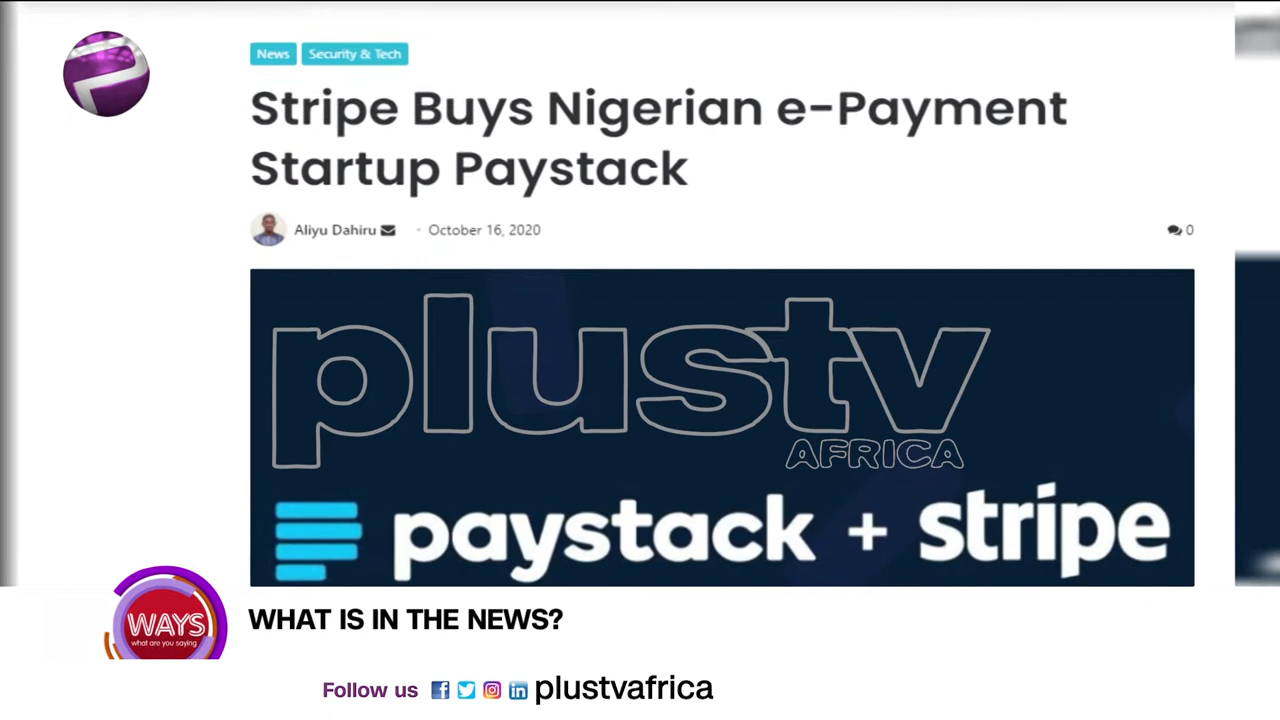 News Security & Tech
Stripe Buys Nigerian e-Payment
Startup Paystack
Aliyu Dahiru · October 16, 2020 0
plustv
AFRICA
paystack + stripe
WAYS
what are you saying
WHAT IS IN THE NEWS?
Follow us plustvafrica